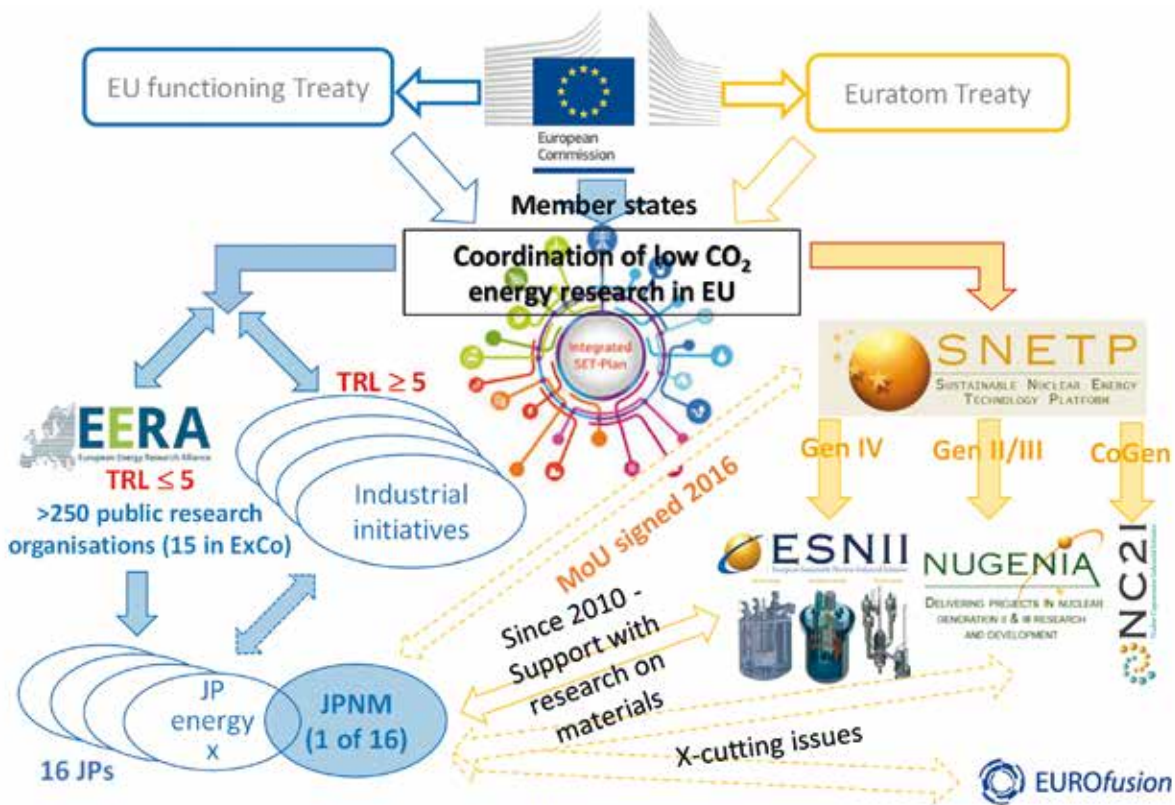 EU functioning Treaty
European
Commission
Euratom Treaty
Member states
Coordination of low CO₂
energy research in EU
Integrated
SET-Plan
TRL ≥ 5
EERA
European Energy Research Alliance
TRL ≤ 5
>250 public research
organisations (15 in ExCo)
Industrial
initiatives
SNETP
SUSTAINABLE NUCLEAR ENERGY
TECHNOLOGY PLATFORM
Gen IV
Gen II/III
CoGen
MoU signed 2016
ESNII
NUGENIA
DELIVERING PROJECTS IN NUCLEAR
GENERATION II & III RESEARCH
AND DEVELOPMENT
NC2I
Since 2010 -
Support with
research on
materials
JP
energy
x
JPNM
(1 of 16)
16 JPs
X-cutting issues
EUROfusion